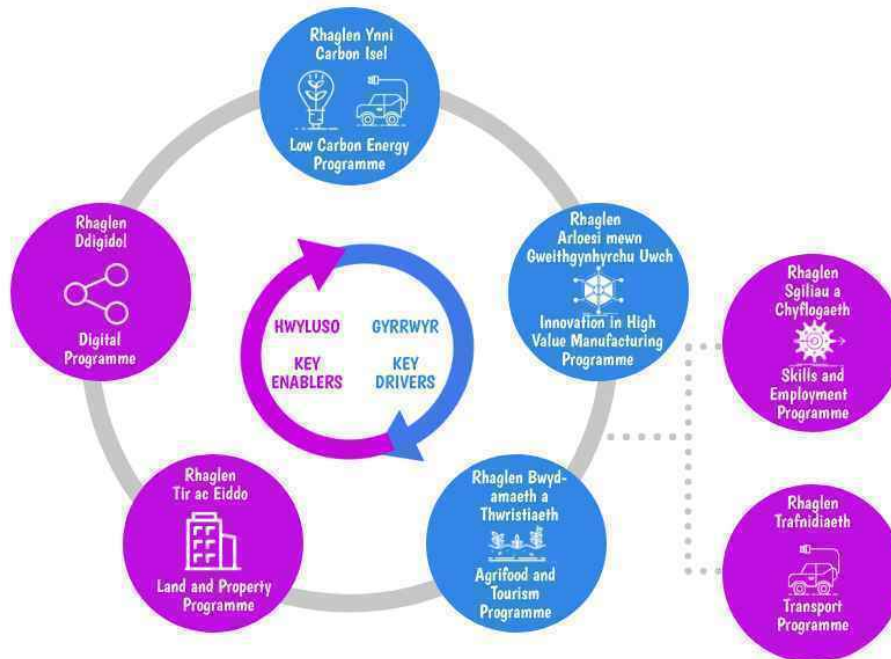 Rhaglen Ynni
Carbon Isel
Low Carbon Energy
Programme
Rhaglen
Ddigidol
Digital
Programme
Rhaglen
Arloesi mewn
Gweithgynhyrchu Uwch
Innovation in High
Value Manufacturing
Programme
HWYLUSO
KEY
ENABLERS
GYRRWYR
KEY
DRIVERS
Rhaglen
Sgiliau a
Chyflogaeth
Skills and
Employment
Programme
Rhaglen
Tir ac Eiddo
Land and Property
Programme
Rhaglen Bwyd-
amaeth a
Thwristiaeth
Agrifood and
Tourism
Programme
Rhaglen
Trafnidiaeth
Transport
Programme